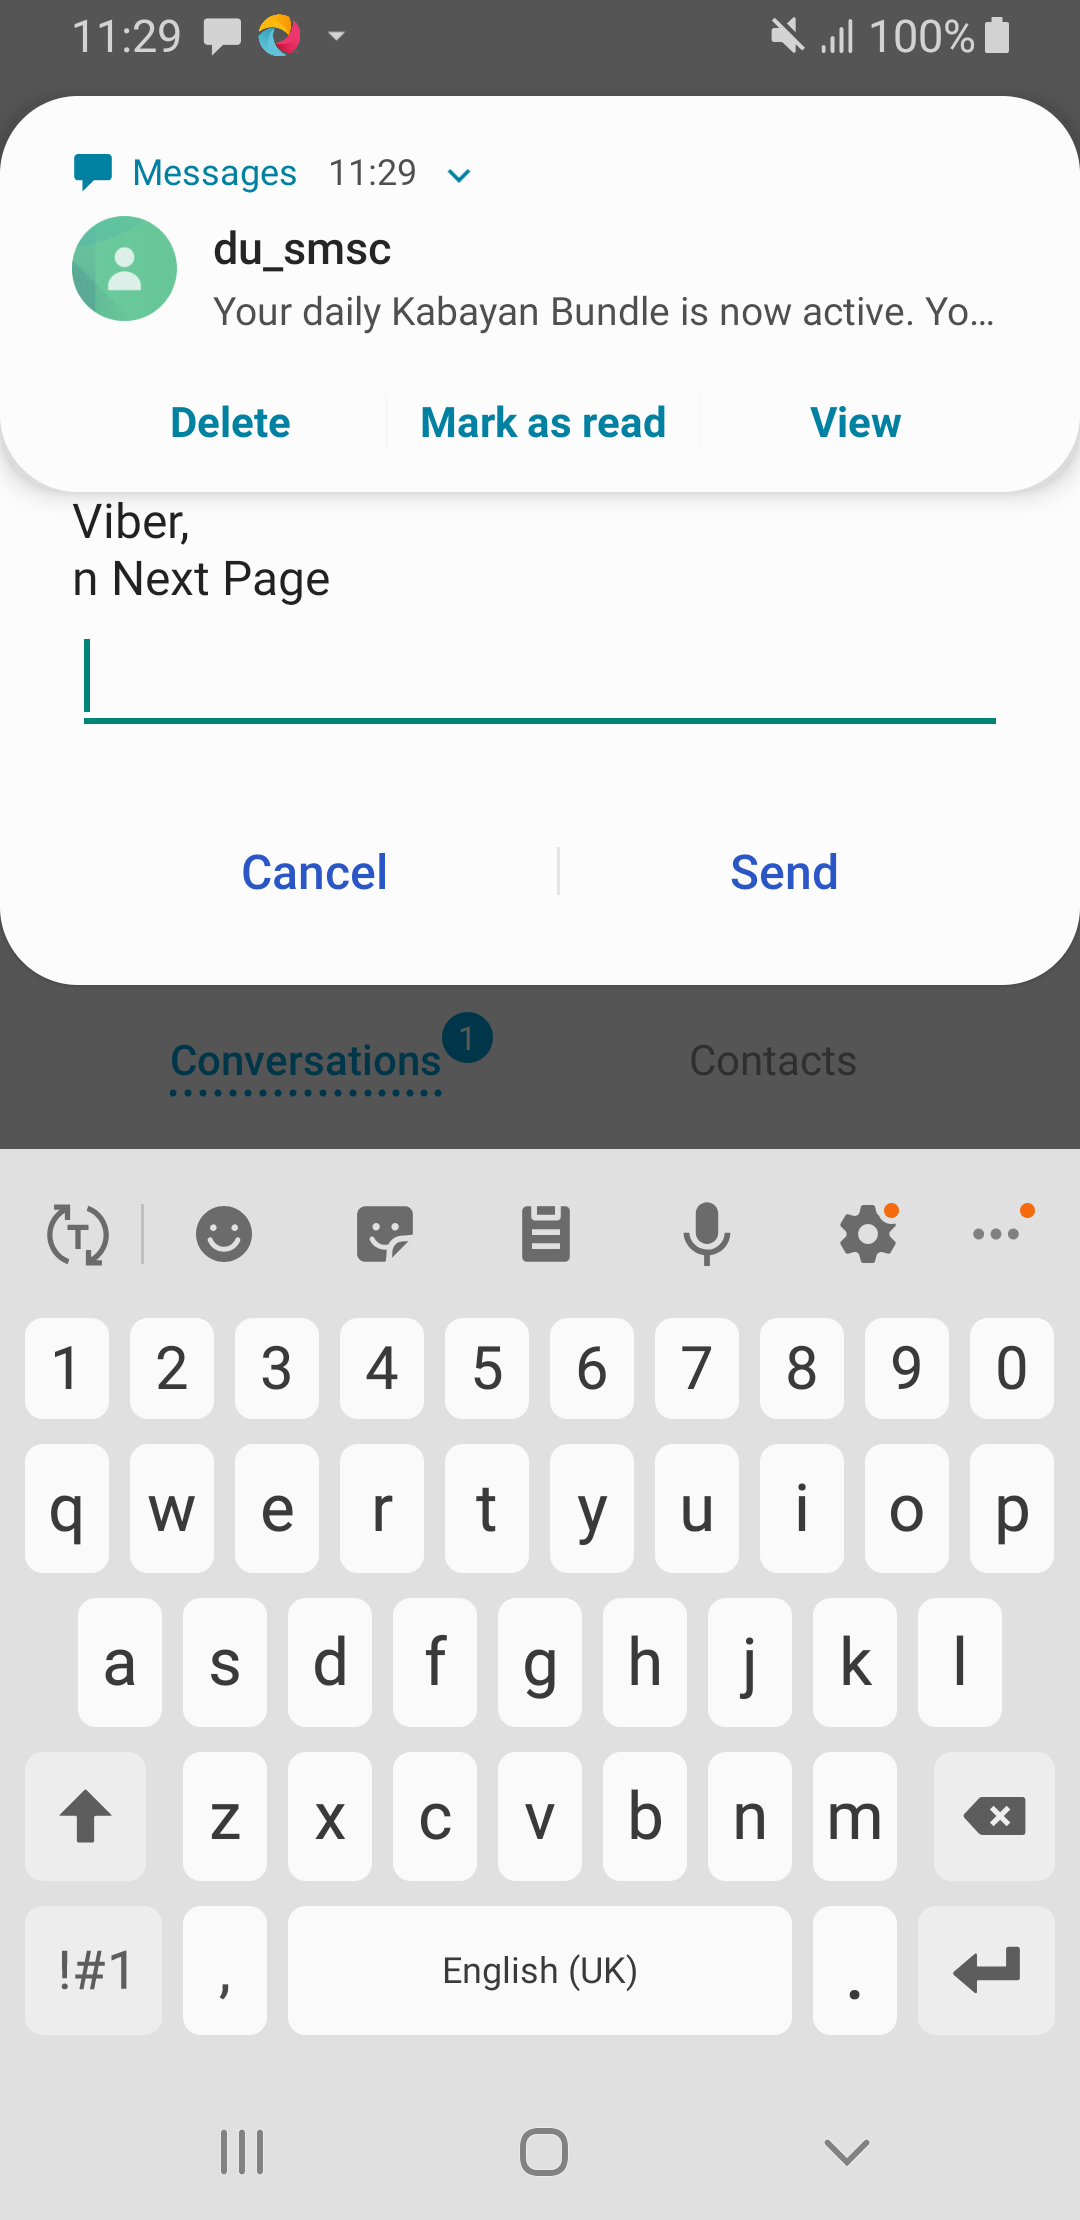 11:29 100%
Messages 11:29
du_smsc
Your daily Kabayan Bundle is now active. Yo...
Delete Mark as read View
Viber,
n Next Page
Cancel Send
Conversations 1 Contacts
T
1 2 3 4 5 6 7 8 9 0
q w e r t y u i o p
a s d f g h j k l
z x c v b n m
!#1 , English (UK) .